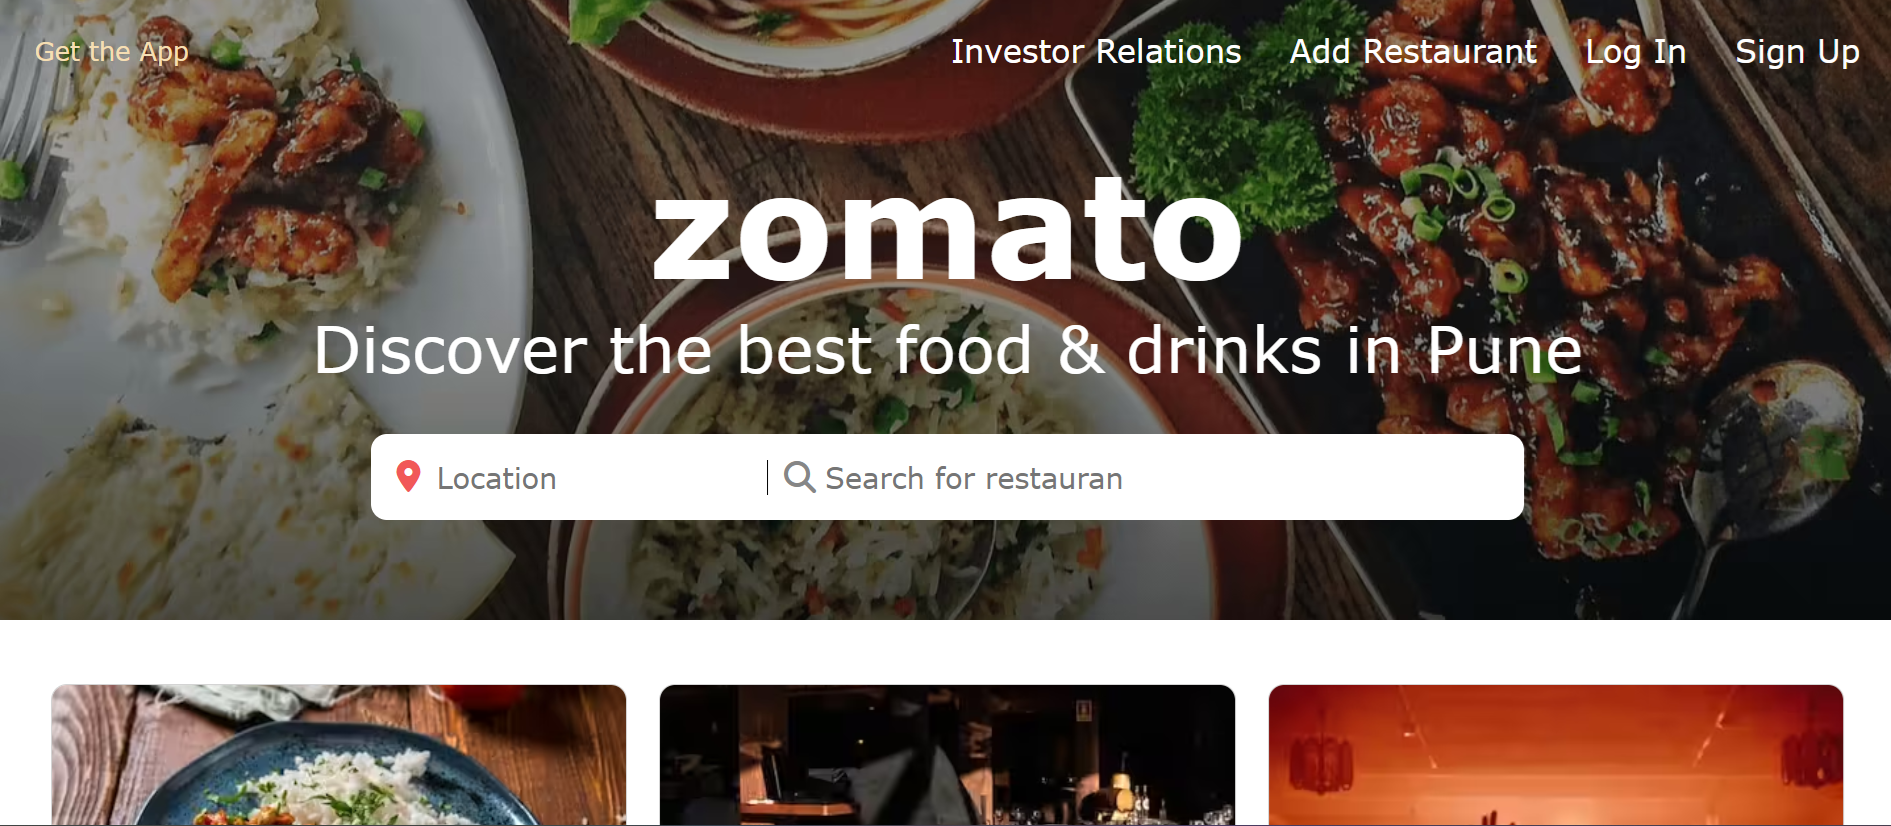 Get the App
Investor Relations
Add Restaurant
Log In
Sign Up
zomato
Discover the best food & drinks in Pune
Location
Search for restauran